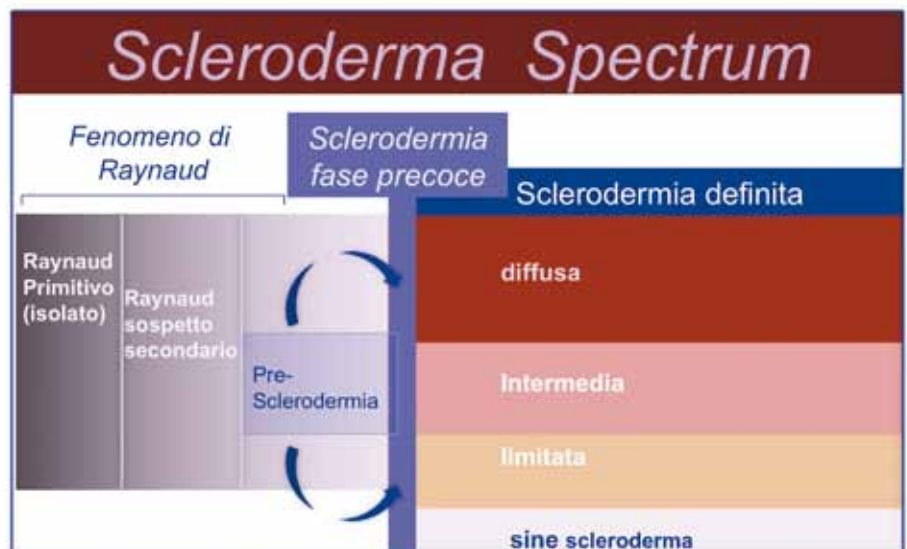 Scleroderma Spectrum
Fenomeno di
Raynaud
Sclerodermia
fase precoce
Sclerodermia definita
Raynaud
Primitivo
(isolato)
Raynaud
sospetto
secondario
Pre-
Sclerodermia
diffusa
Intermedia
limitata
sine scleroderma